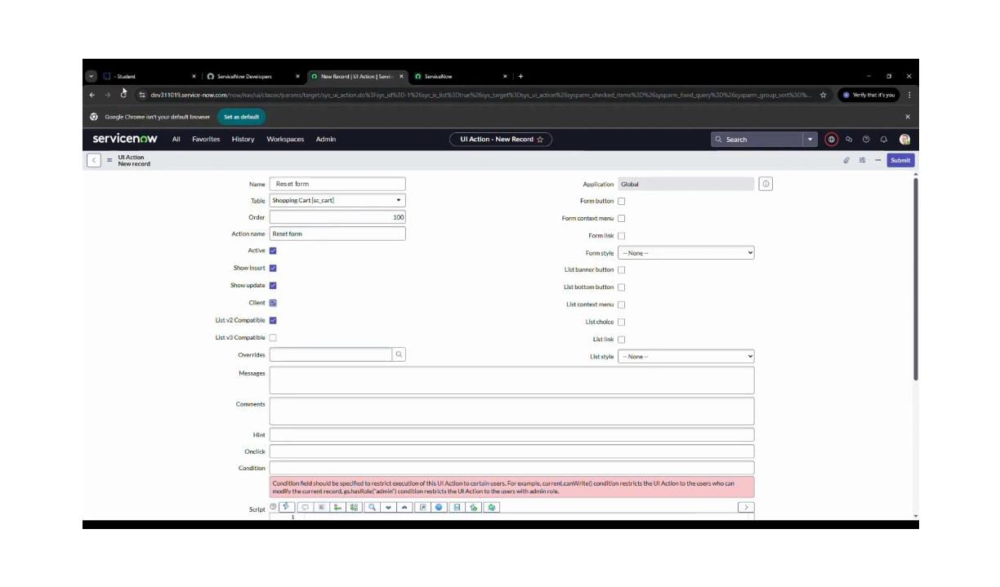 - Student
ServiceNow Developers
New Record | UI Action | Servic
ServiceNow
dev311019.service-now.com/now/nav/ui/classic/params/target/sys_ui_action.do%3Fsys_id%3D-1%26sys_is_list%3Dtrue%26sys_target%3Dsys_ui_action%26sysparm_checked_items%3D%26sysparm_fixed_query%3D%26sysparm_group_sort%3D%...
Verify that it's you
Google Chrome isn't your default browser
Set as default
servicenow
All
Favorites
History
Workspaces
Admin
UI Action - New Record
Search
UI Action
New record
Submit
Name
Reset form
Application
Global
Table
Shopping Cart [sc_cart]
Form button
Order
100
Form context menu
Action name
Reset form
Form link
Active
Form style
-- None --
Show insert
List banner button
Show update
List bottom button
Client
List context menu
List v2 Compatible
List choice
List v3 Compatible
List link
Overrides
List style
-- None --
Messages
Comments
Hint
Onclick
Condition
Condition field should be specified to restrict execution of this UI Action to certain users. For example, current.canWrite() condition restricts the UI Action to the users who can
modify the current record, gs.hasRole("admin") condition restricts the UI Action to the users with admin role.
Script
1